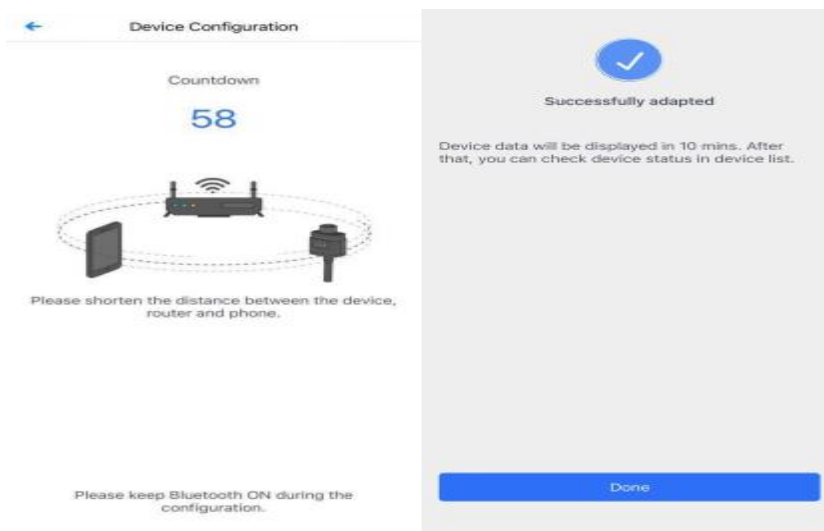 Device Configuration
Countdown
58
Please shorten the distance between the device,
router and phone.
Please keep Bluetooth ON during the
configuration.
Successfully adapted
Device data will be displayed in 10 mins. After
that, you can check device status in device list.
Done